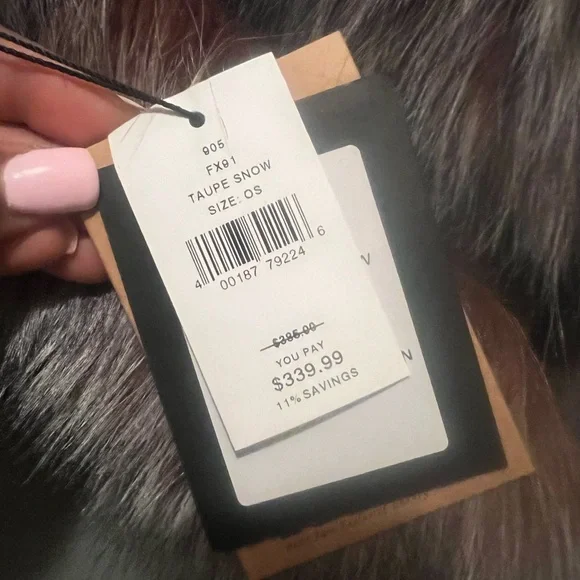 905
FX91
TAUPE SNOW
SIZE: OS
4 00187 79224 6
$385.00
YOU PAY
$339.99
11% SAVINGS
V
N